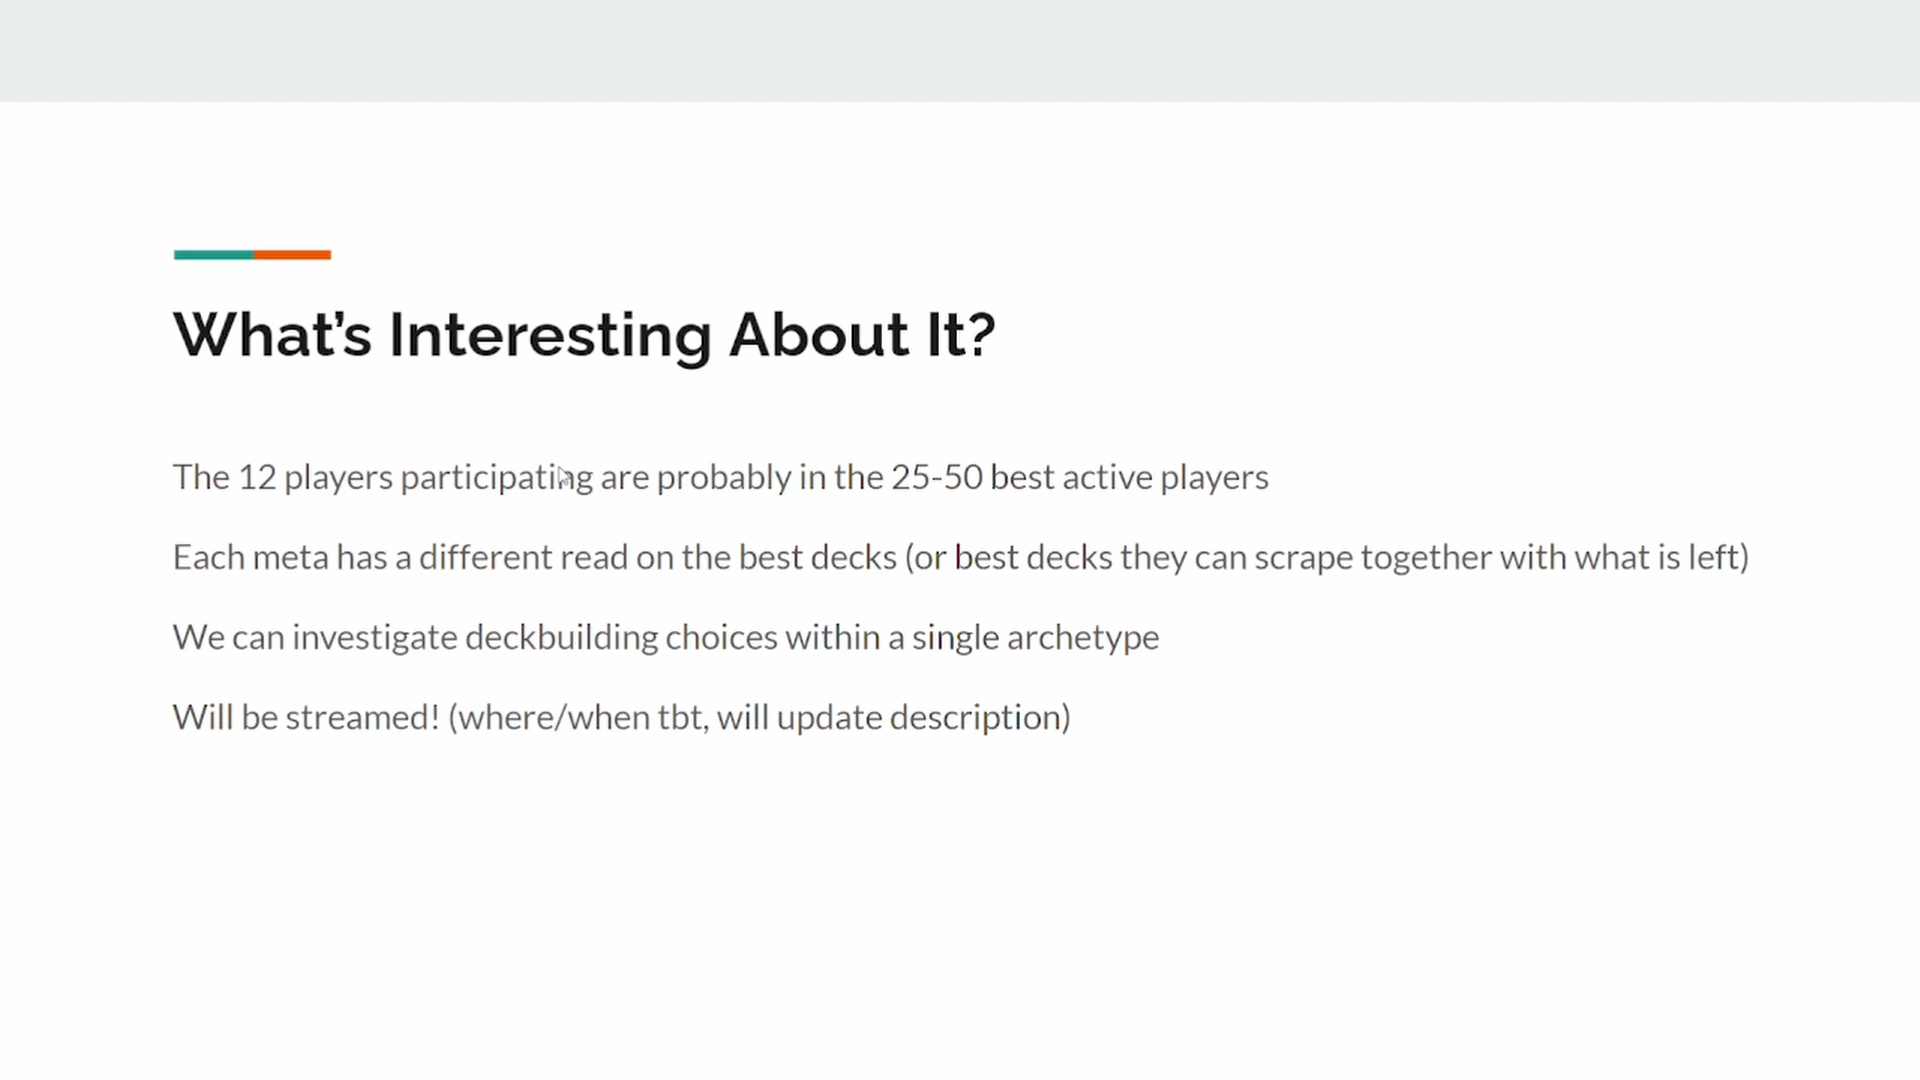 What’s Interesting About It?
The 12 players participating are probably in the 25-50 best active players
Each meta has a different read on the best decks (or best decks they can scrape together with what is left)
We can investigate deckbuilding choices within a single archetype
Will be streamed! (where/when tbt, will update description)